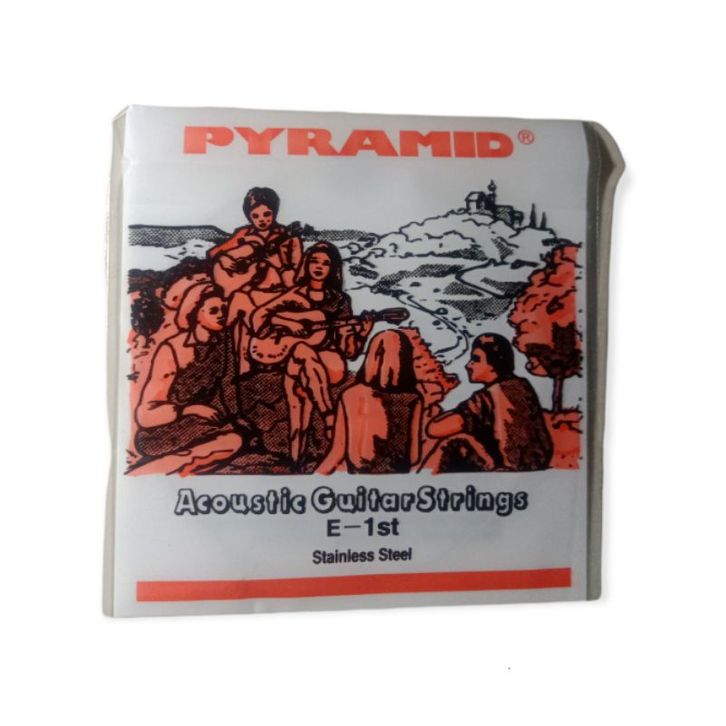 PYRAMID®
Acoustic Guitar Strings
E-1st
Stainless Steel